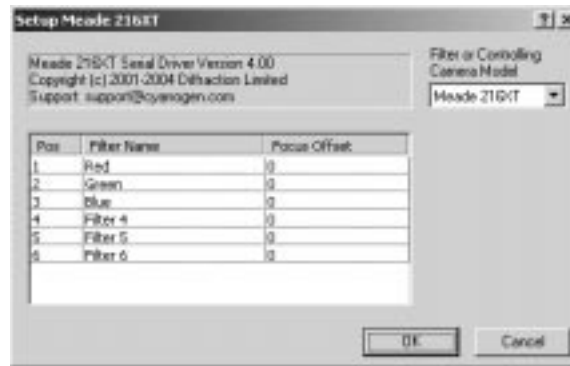 Setup Meade 216XT
Meade 216XT Serial Driver Version 4.00
Copyright (c) 2001-2004 Diffraction Limited
Support: support@cyanogen.com
Filter or Controlling
Camera Model
Meade 216XT
Pos Filter Name Focus Offset
1 Red 0
2 Green 0
3 Blue 0
4 Filter 4 0
5 Filter 5 0
6 Filter 6 0
OK Cancel